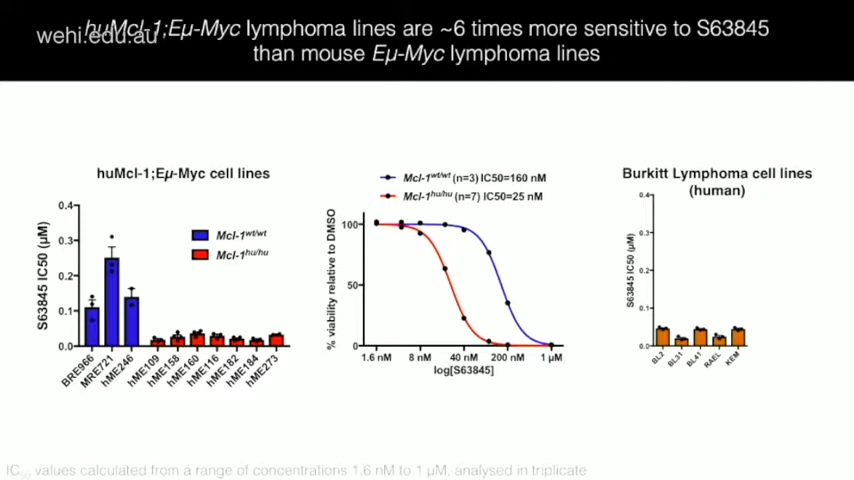 huMcl-1;Eµ-Myc lymphoma lines are ~6 times more sensitive to S63845
wehi.edu.au
than mouse Eµ-Myc lymphoma lines
huMcl-1;Eµ-Myc cell lines
S63845 IC50 (µM)
0.4
0.3
0.2
0.1
0.0
Mcl-1wt/wt
Mcl-1hu/hu
BRE966
MRE721
hME246
hME109
hME158
hME160
hME116
hME182
hME184
hME273
Mcl-1wt/wt (n=3) IC50=160 nM
Mcl-1hu/hu (n=7) IC50=25 nM
% viability relative to DMSO
100
50
0
1.6 nM
8 nM
40 nM
200 nM
1 µM
log[S63845]
Burkitt Lymphoma cell lines
(human)
S63845 IC50 (µM)
0.4
0.3
0.2
0.1
0.0
BL2
BL31
BL41
RAEL
KEM
IC50 values calculated from a range of concentrations 1.6 nM to 1 µM, analysed in triplicate